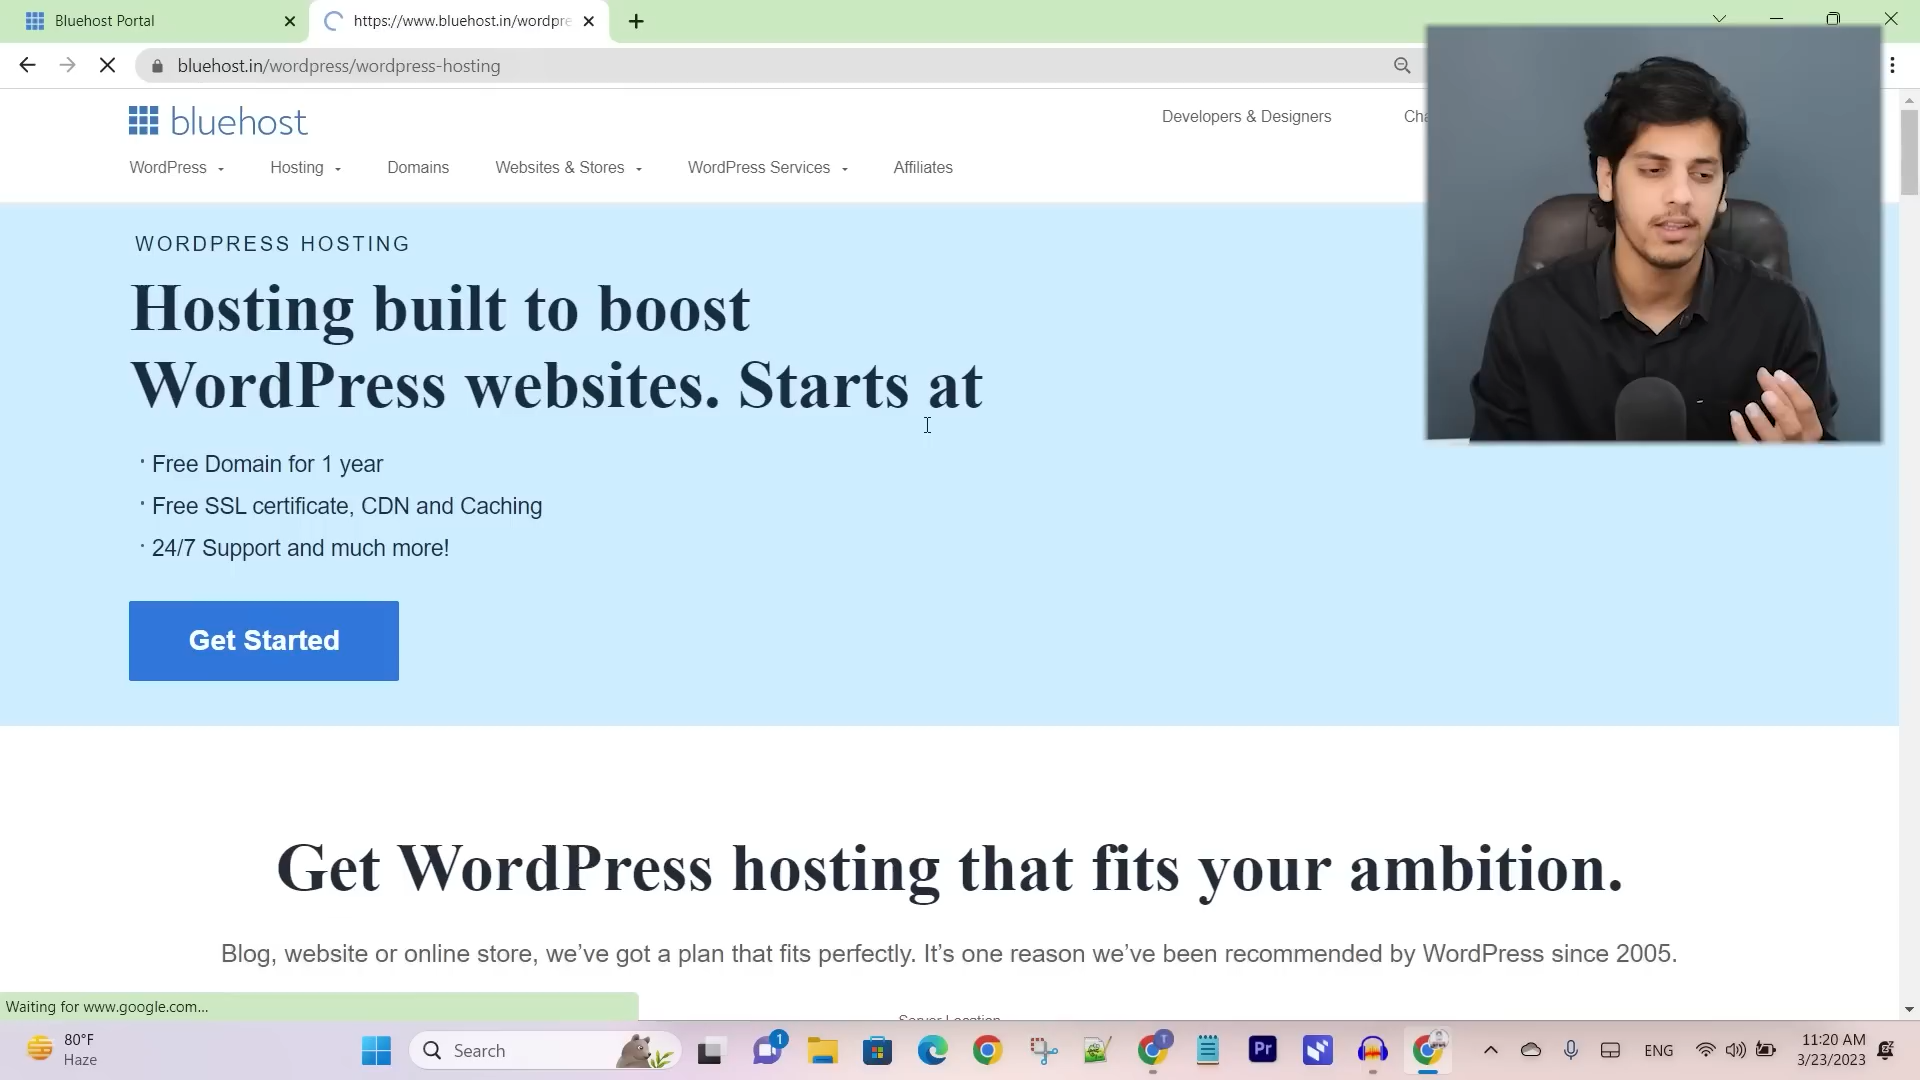 Bluehost Portal
https://www.bluehost.in/wordpre
bluehost.in/wordpress/wordpress-hosting
bluehost
Developers & Designers
Cha
WordPress
Hosting
Domains
Websites & Stores
WordPress Services
Affiliates
WORDPRESS HOSTING
Hosting built to boost
WordPress websites. Starts at
· Free Domain for 1 year
· Free SSL certificate, CDN and Caching
· 24/7 Support and much more!
Get Started
Get WordPress hosting that fits your ambition.
Blog, website or online store, we’ve got a plan that fits perfectly. It’s one reason we’ve been recommended by WordPress since 2005.
Server Location
Waiting for www.google.com...
80°F
Haze
Search
1
T
Pr
ENG
11:20 AM
3/23/2023